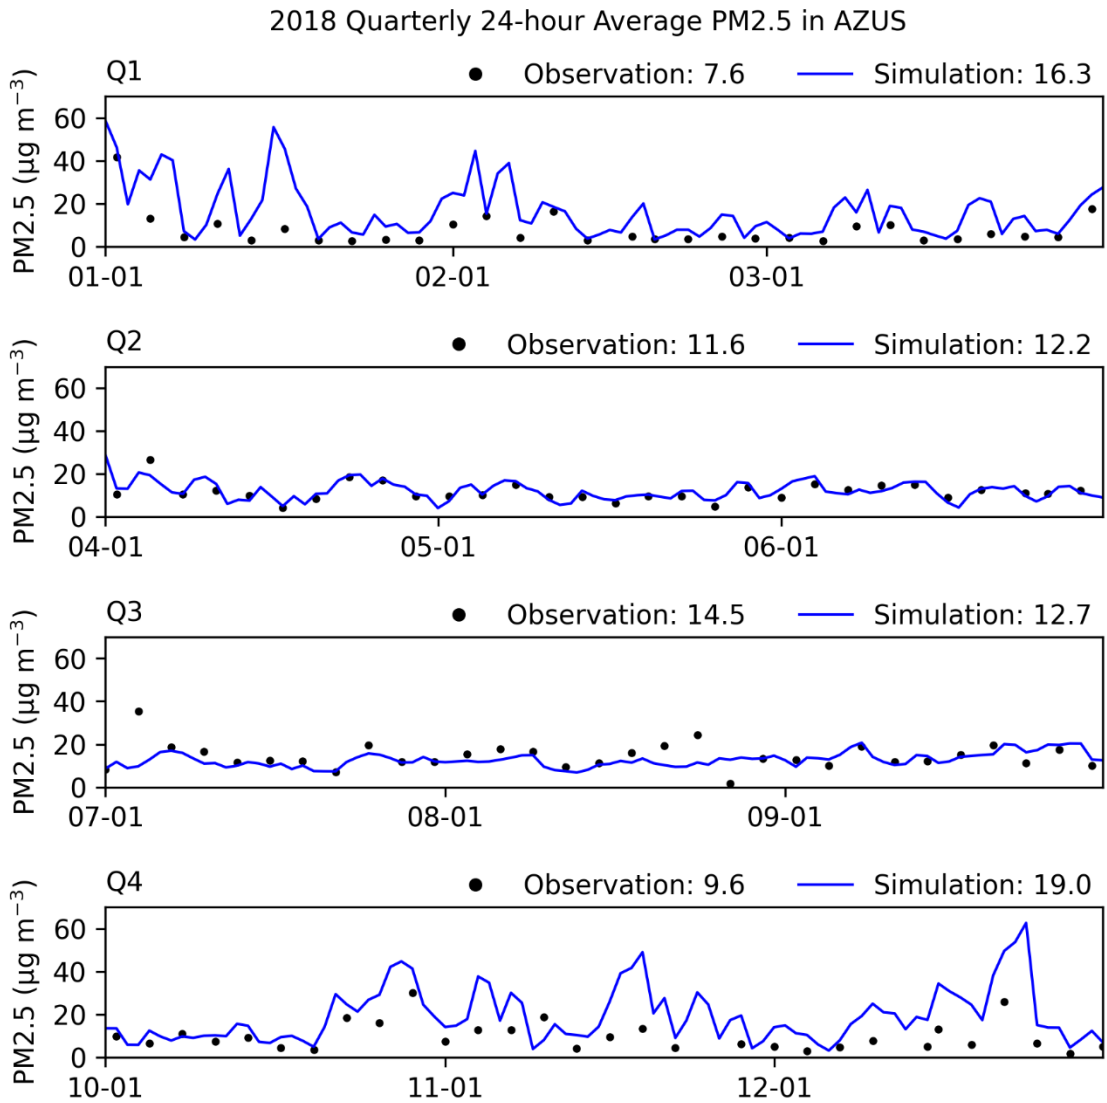 2018 Quarterly 24-hour Average PM2.5 in AZUS
Q1 Observation: 7.6 Simulation: 16.3
PM2.5 (µg m⁻³)
60
40
20
0
01-01 02-01 03-01
Q2 Observation: 11.6 Simulation: 12.2
PM2.5 (µg m⁻³)
60
40
20
0
04-01 05-01 06-01
Q3 Observation: 14.5 Simulation: 12.7
PM2.5 (µg m⁻³)
60
40
20
0
07-01 08-01 09-01
Q4 Observation: 9.6 Simulation: 19.0
PM2.5 (µg m⁻³)
60
40
20
0
10-01 11-01 12-01